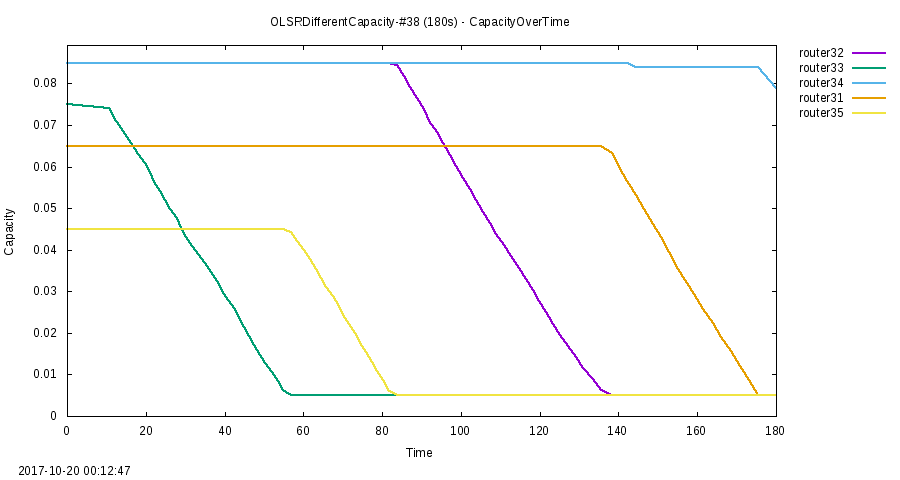 OLSRDifferentCapacity-#38 (180s) - CapacityOverTime
router32
router33
router34
router31
router35
0.08
0.07
0.06
0.05
0.04
0.03
0.02
0.01
0
Capacity
0 20 40 60 80 100 120 140 160 180
Time
2017-10-20 00:12:47